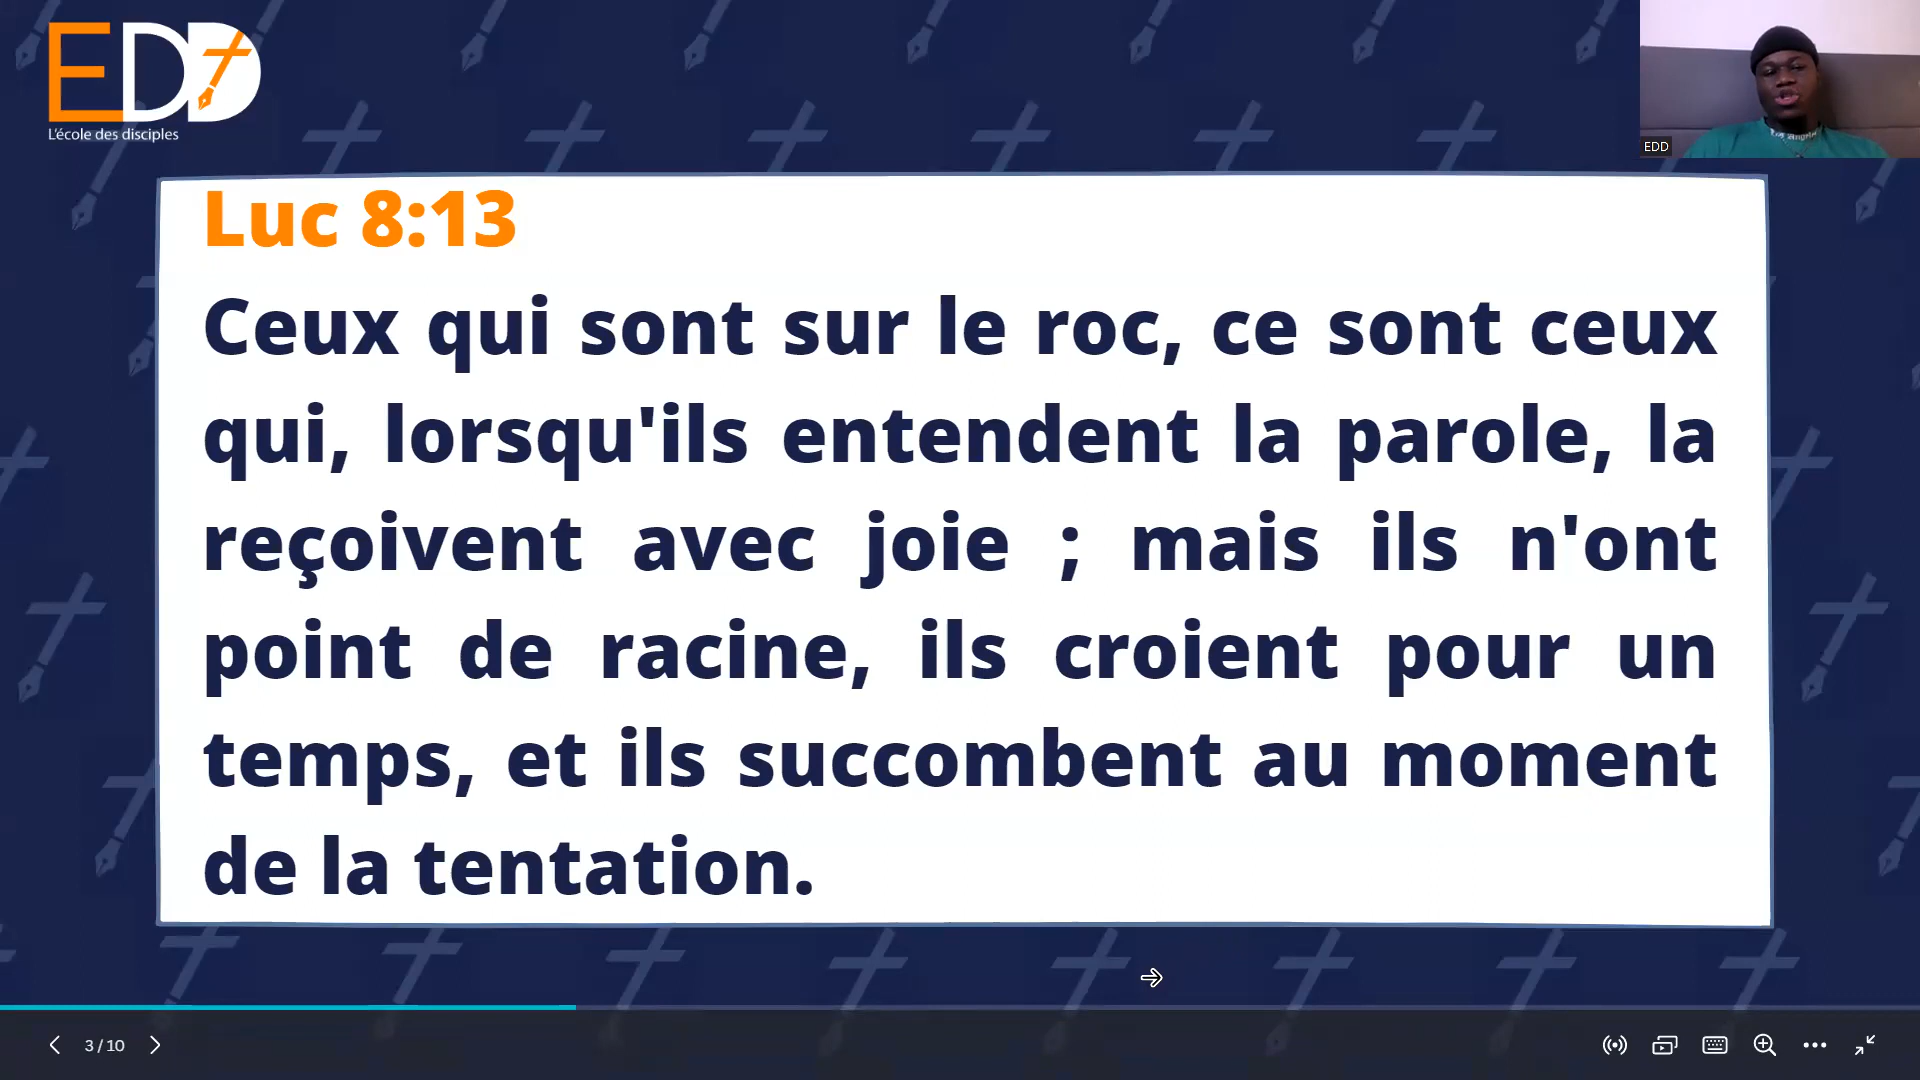 EDD
L'école des disciples
EDD
Luc 8:13
Ceux qui sont sur le roc, ce sont ceux
qui, lorsqu'ils entendent la parole, la
reçoivent avec joie ; mais ils n'ont
point de racine, ils croient pour un
temps, et ils succombent au moment
de la tentation.
3 / 10